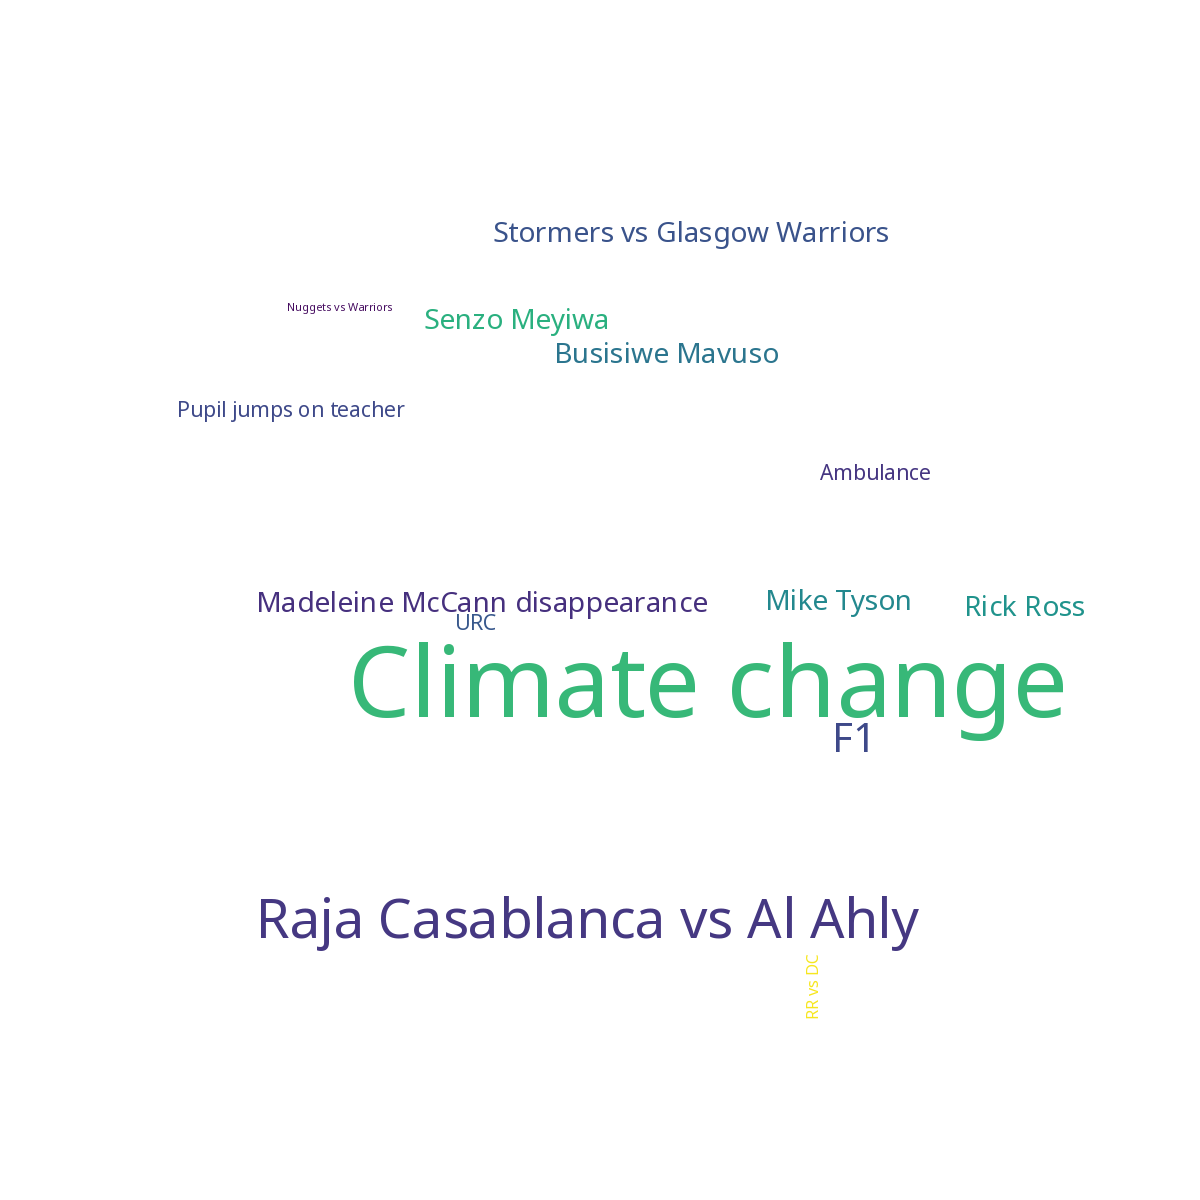 Stormers vs Glasgow Warriors
Nuggets vs Warriors
Senzo Meyiwa
Busisiwe Mavuso
Pupil jumps on teacher
Ambulance
Madeleine McCann disappearance
Mike Tyson
Rick Ross
URC
Climate change
F1
Raja Casablanca vs Al Ahly
RR vs DC